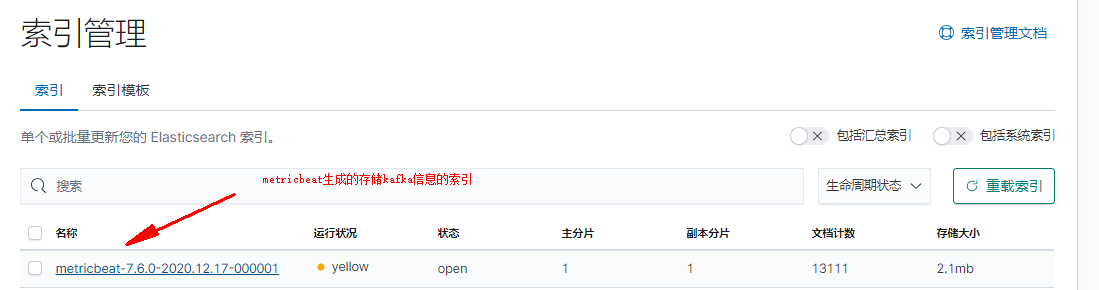 索引管理
索引管理文档
索引 索引模板
单个或批量更新您的 Elasticsearch 索引。
包括汇总索引 包括系统索引
metricbeat生成的存储kafka信息的索引
搜索
生命周期状态
重载索引
名称 运行状况 状态 主分片 副本分片 文档计数 存储大小
metricbeat-7.6.0-2020.12.17-000001 yellow open 1 1 13111 2.1mb